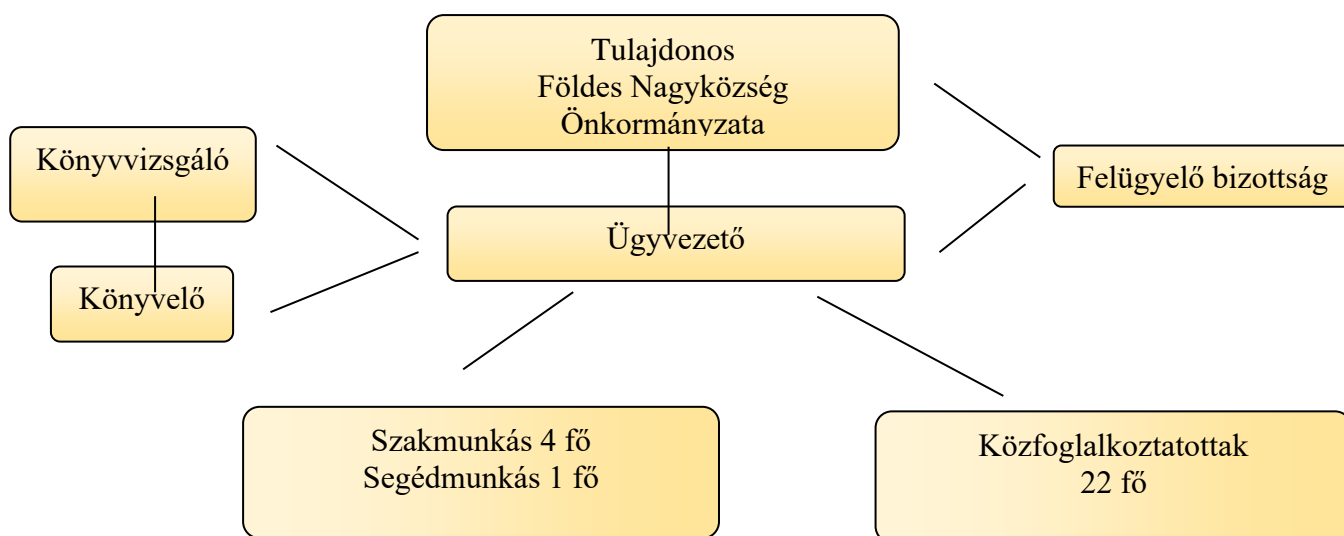 Tulajdonos
Földes Nagyközség
Önkormányzata
Könyvvizsgáló
Felügyelő bizottság
Ügyvezető
Könyvelő
Szakmunkás 4 fő
Segédmunkás 1 fő
Közfoglalkoztatottak
22 fő